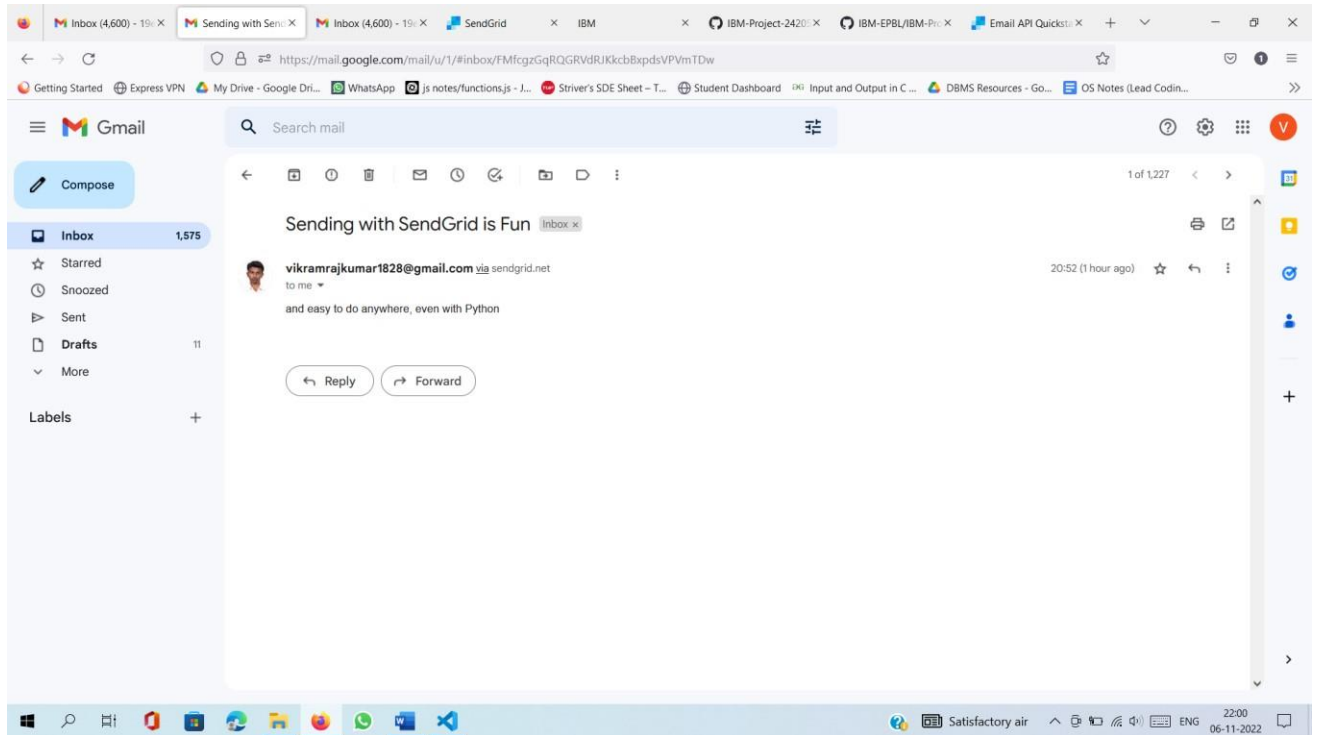 Inbox (4,600) - 19
Sending with Sen
Inbox (4,600) - 19
SendGrid
IBM
IBM-Project-2420
IBM-EPBL/IBM-Pro
Email API Quicksta
https://mail.google.com/mail/u/1/#inbox/FMfcgzGqRQGRVdRJKkcbBxpdsVPVmTDw
Getting Started Express VPN My Drive - Google Dri... WhatsApp js notes/functions.js - J... Striver's SDE Sheet – T... Student Dashboard Input and Output in C ... DBMS Resources - Go... OS Notes (Lead Codin...
Gmail
Search mail
V
Compose
1 of 1,227
Inbox 1,575
Starred
Snoozed
Sent
Drafts 11
More
Labels
Sending with SendGrid is Fun Inbox ×
vikramrajkumar1828@gmail.com via sendgrid.net 20:52 (1 hour ago)
to me
and easy to do anywhere, even with Python
Reply Forward
Satisfactory air ENG 22:00
06-11-2022